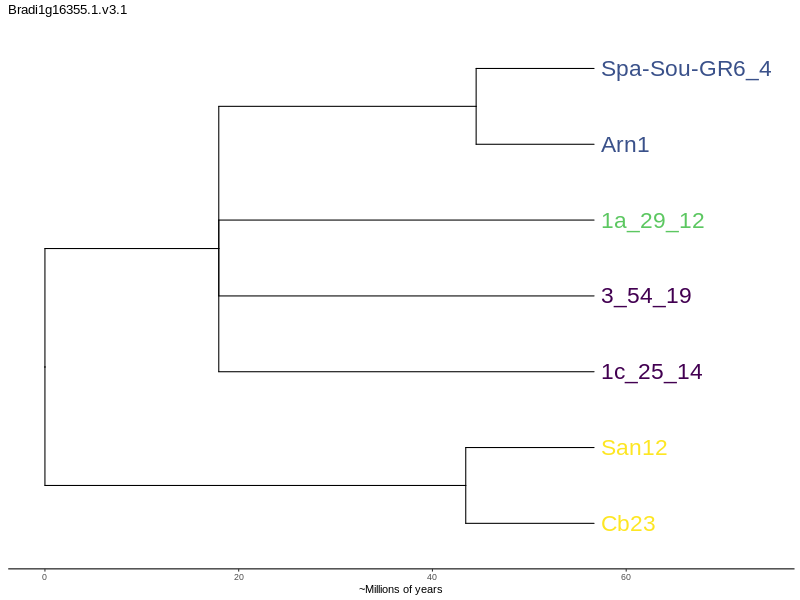 Bradi1g16355.1.v3.1
Spa-Sou-GR6_4
Arn1
1a_29_12
3_54_19
1c_25_14
San12
Cb23
0 20 40 60
~Millions of years